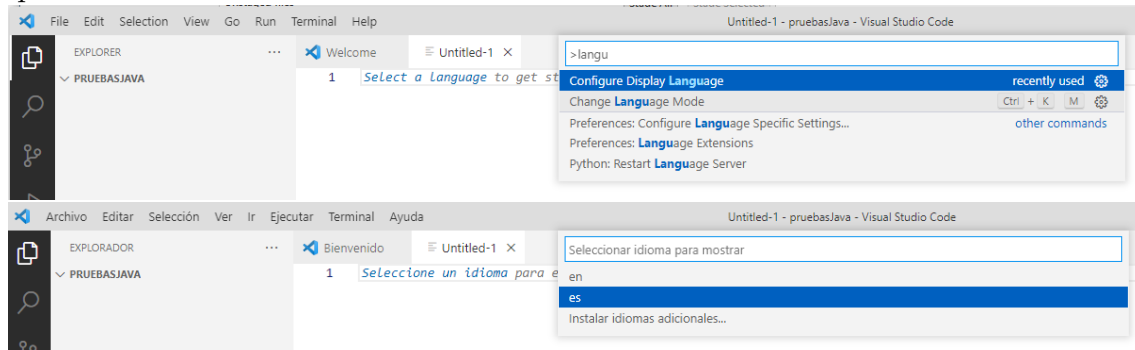 File Edit Selection View Go Run Terminal Help Untitled-1 - pruebasJava - Visual Studio Code
EXPLORER ... Welcome Untitled-1 × >langu
PRUEBASJAVA 1 Select a language to get st Configure Display Language recently used
Change Language Mode Ctrl + K M
Preferences: Configure Language Specific Settings... other commands
Preferences: Language Extensions
Python: Restart Language Server
Archivo Editar Selección Ver Ir Ejecutar Terminal Ayuda Untitled-1 - pruebasJava - Visual Studio Code
EXPLORADOR ... Bienvenido Untitled-1 × Seleccionar idioma para mostrar
PRUEBASJAVA 1 Seleccione un idioma para e en
es
Instalar idiomas adicionales...